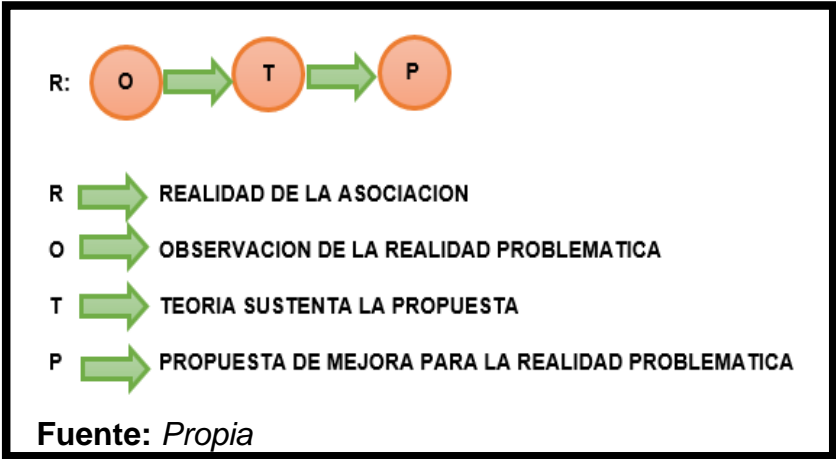 R: O T P
R REALIDAD DE LA ASOCIACION
O OBSERVACION DE LA REALIDAD PROBLEMATICA
T TEORIA SUSTENTA LA PROPUESTA
P PROPUESTA DE MEJORA PARA LA REALIDAD PROBLEMATICA
Fuente: Propia